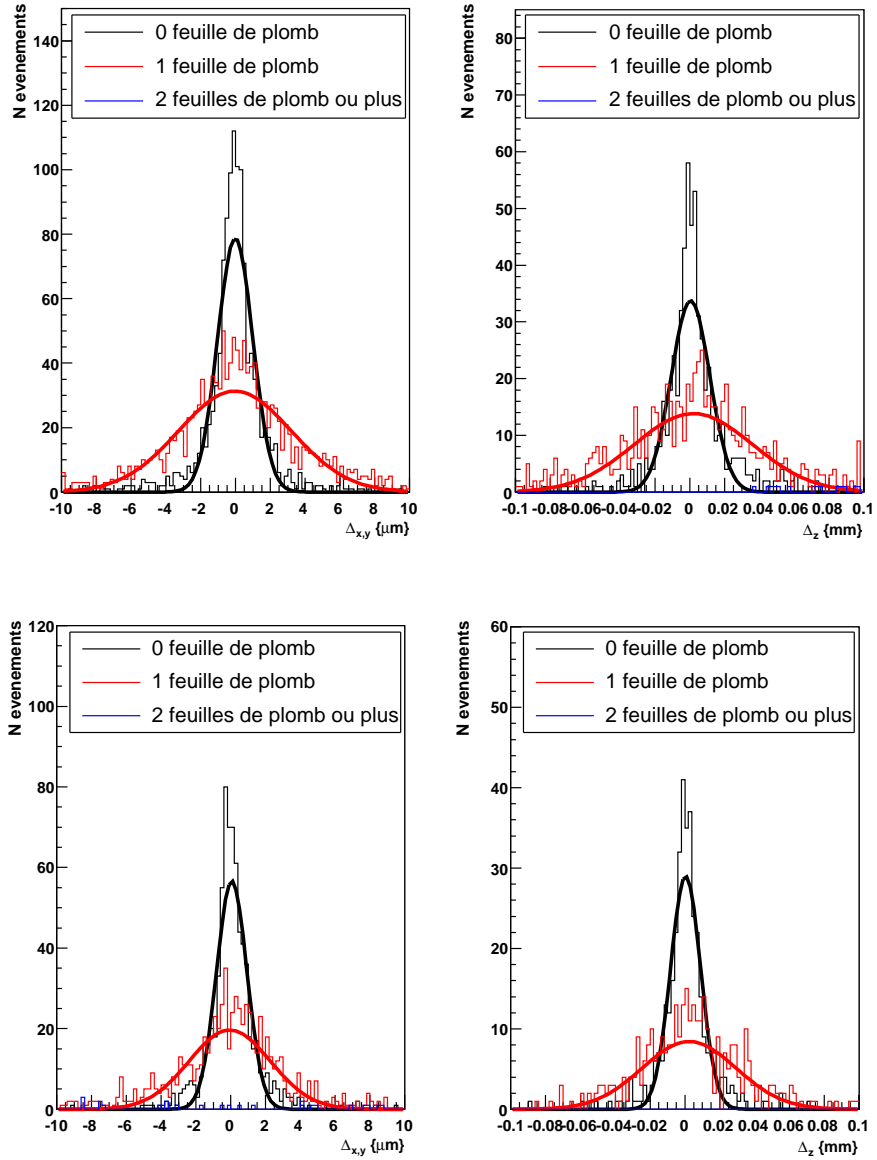 N evenements
140
120
100
80
60
40
20
0
0 feuille de plomb
1 feuille de plomb
2 feuilles de plomb ou plus
-10 -8 -6 -4 -2 0 2 4 6 8 10
Δx,y {μm}
N evenements
80
70
60
50
40
30
20
10
0
0 feuille de plomb
1 feuille de plomb
2 feuilles de plomb ou plus
-0.1 -0.08 -0.06 -0.04 -0.02 0 0.02 0.04 0.06 0.08 0.1
Δz {mm}
N evenements
120
100
80
60
40
20
0
0 feuille de plomb
1 feuille de plomb
2 feuilles de plomb ou plus
-10 -8 -6 -4 -2 0 2 4 6 8 10
Δx,y {μm}
N evenements
60
50
40
30
20
10
0
0 feuille de plomb
1 feuille de plomb
2 feuilles de plomb ou plus
-0.1 -0.08 -0.06 -0.04 -0.02 0 0.02 0.04 0.06 0.08 0.1
Δz {mm}